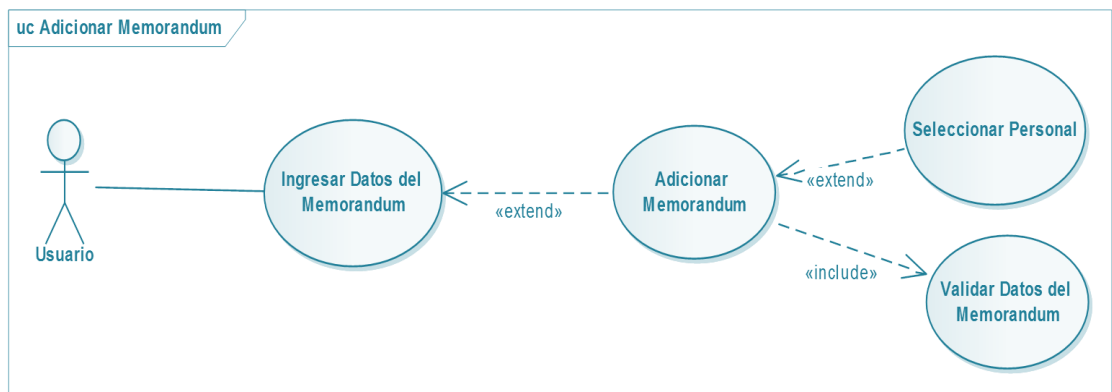 uc Adicionar Memorandum
Usuario
Ingresar Datos del
Memorandum
«extend»
Adicionar
Memorandum
«extend»
Seleccionar Personal
«include»
Validar Datos del
Memorandum